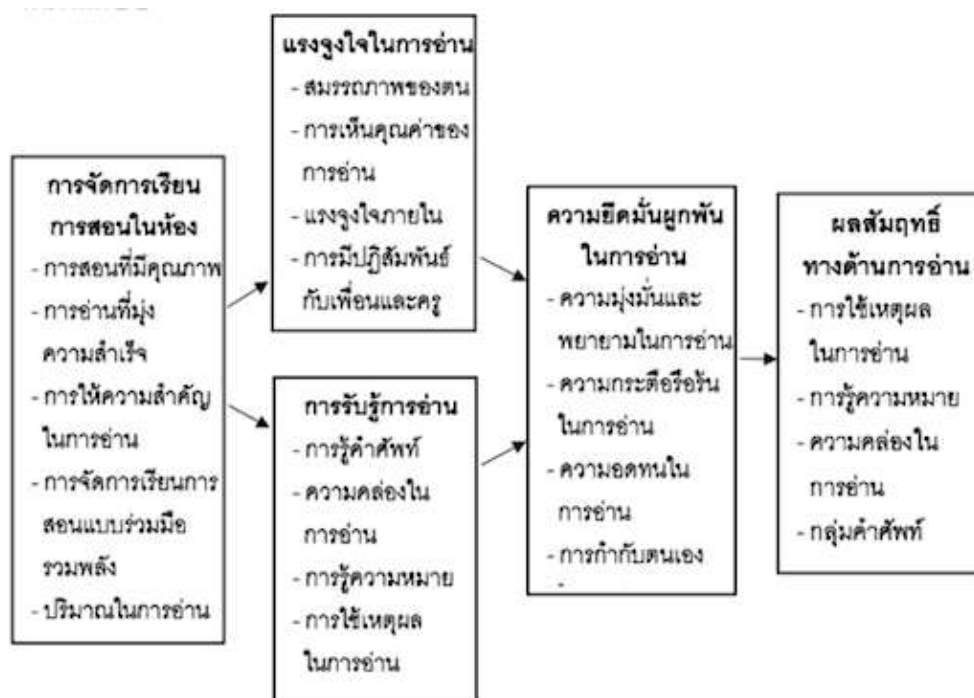 การจัดการเรียน
การสอนในห้อง
- การสอนที่มีคุณภาพ
- การอ่านที่มุ่ง
ความสำเร็จ
- การให้ความสำคัญ
ในการอ่าน
- การจัดการเรียนการ
สอนแบบร่วมมือ
รวมพลัง
- ปริมาณในการอ่าน
แรงจูงใจในการอ่าน
- สมรรถภาพของตน
- การเห็นคุณค่าของ
การอ่าน
- แรงจูงใจภายใน
- การมีปฏิสัมพันธ์
กับเพื่อนและครู
การรับรู้การอ่าน
- การรู้คำศัพท์
- ความคล่องใน
การอ่าน
- การรู้ความหมาย
- การใช้เหตุผล
ในการอ่าน
ความยึดมั่นผูกพัน
ในการอ่าน
- ความมุ่งมั่นและ
พยายามในการอ่าน
- ความกระตือรือร้น
ในการอ่าน
- ความอดทนใน
การอ่าน
- การกำกับตนเอง
ผลสัมฤทธิ์
ทางด้านการอ่าน
- การใช้เหตุผล
ในการอ่าน
- การรู้ความหมาย
- ความคล่องใน
การอ่าน
- กลุ่มคำศัพท์